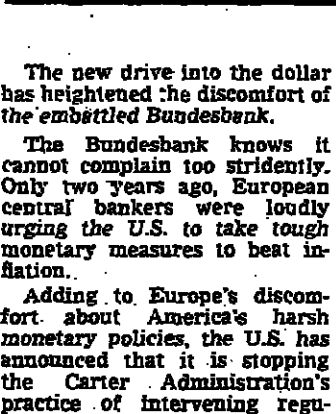 The new drive into the dollar
has heightened the discomfort of
the embattled Bundesbank.
The Bundesbank knows it
cannot complain too stridently.
Only two years ago, European
central bankers were loudly
urging the U.S. to take tough
monetary measures to beat in-
flation.
Adding to Europe's discom-
fort about America's harsh
monetary policies, the U.S. has
announced that it is stopping
the Carter Administration's
practice of intervening regu-